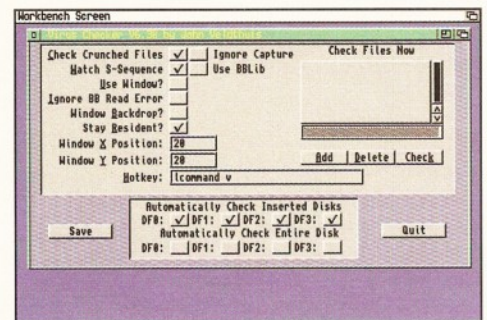 Workbench Screen
Virus Checker V6.30 by John Veldthuis
Check Crunched Files
Ignore Capture
Check Files Now
Watch S-Sequence
Use BBLib
Use Window?
Ignore BB Read Error
Window Backdrop?
Stay Resident?
Window X Position: 20
Window Y Position: 20
Add Delete Check
Hotkey: lcommand v
Automatically Check Inserted Disks
DF0: DF1: DF2: DF3:
Save
Automatically Check Entire Disk
Quit
DF0: DF1: DF2: DF3: